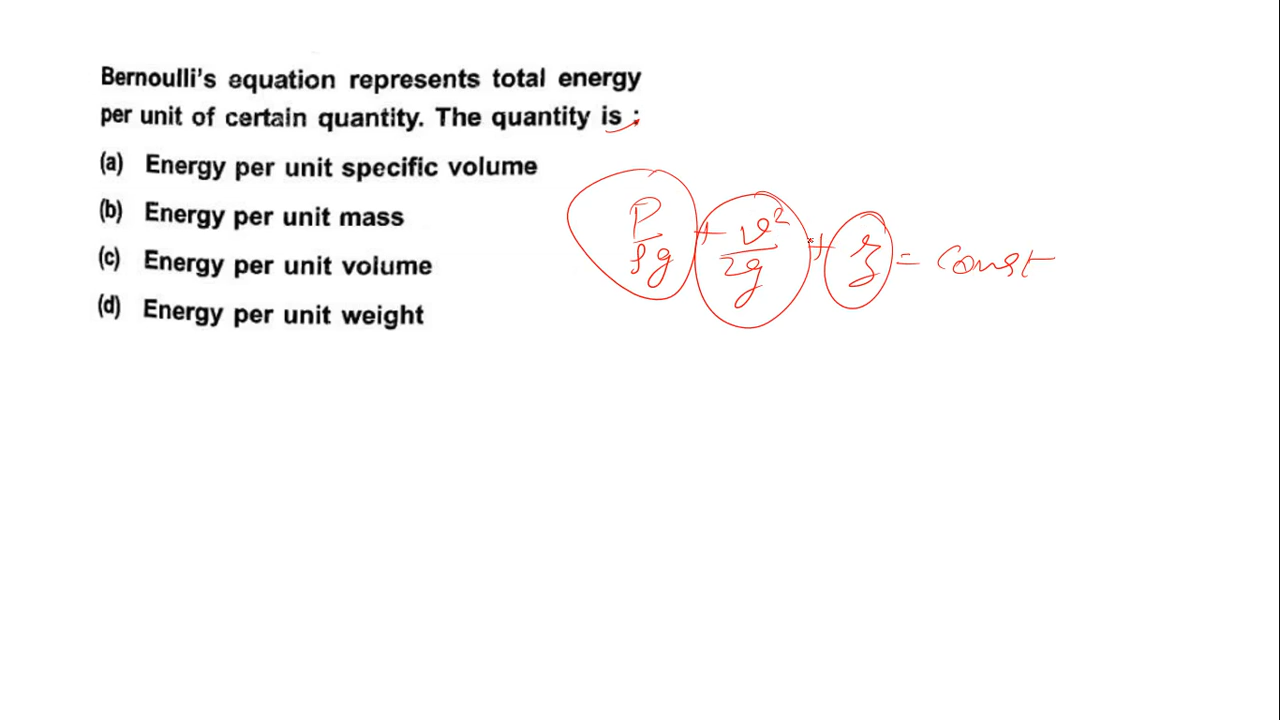 Bernoulli's equation represents total energy
per unit of certain quantity. The quantity is :
(a) Energy per unit specific volume
(b) Energy per unit mass
(c) Energy per unit volume
(d) Energy per unit weight
P/ρg + v²/2g + z = const